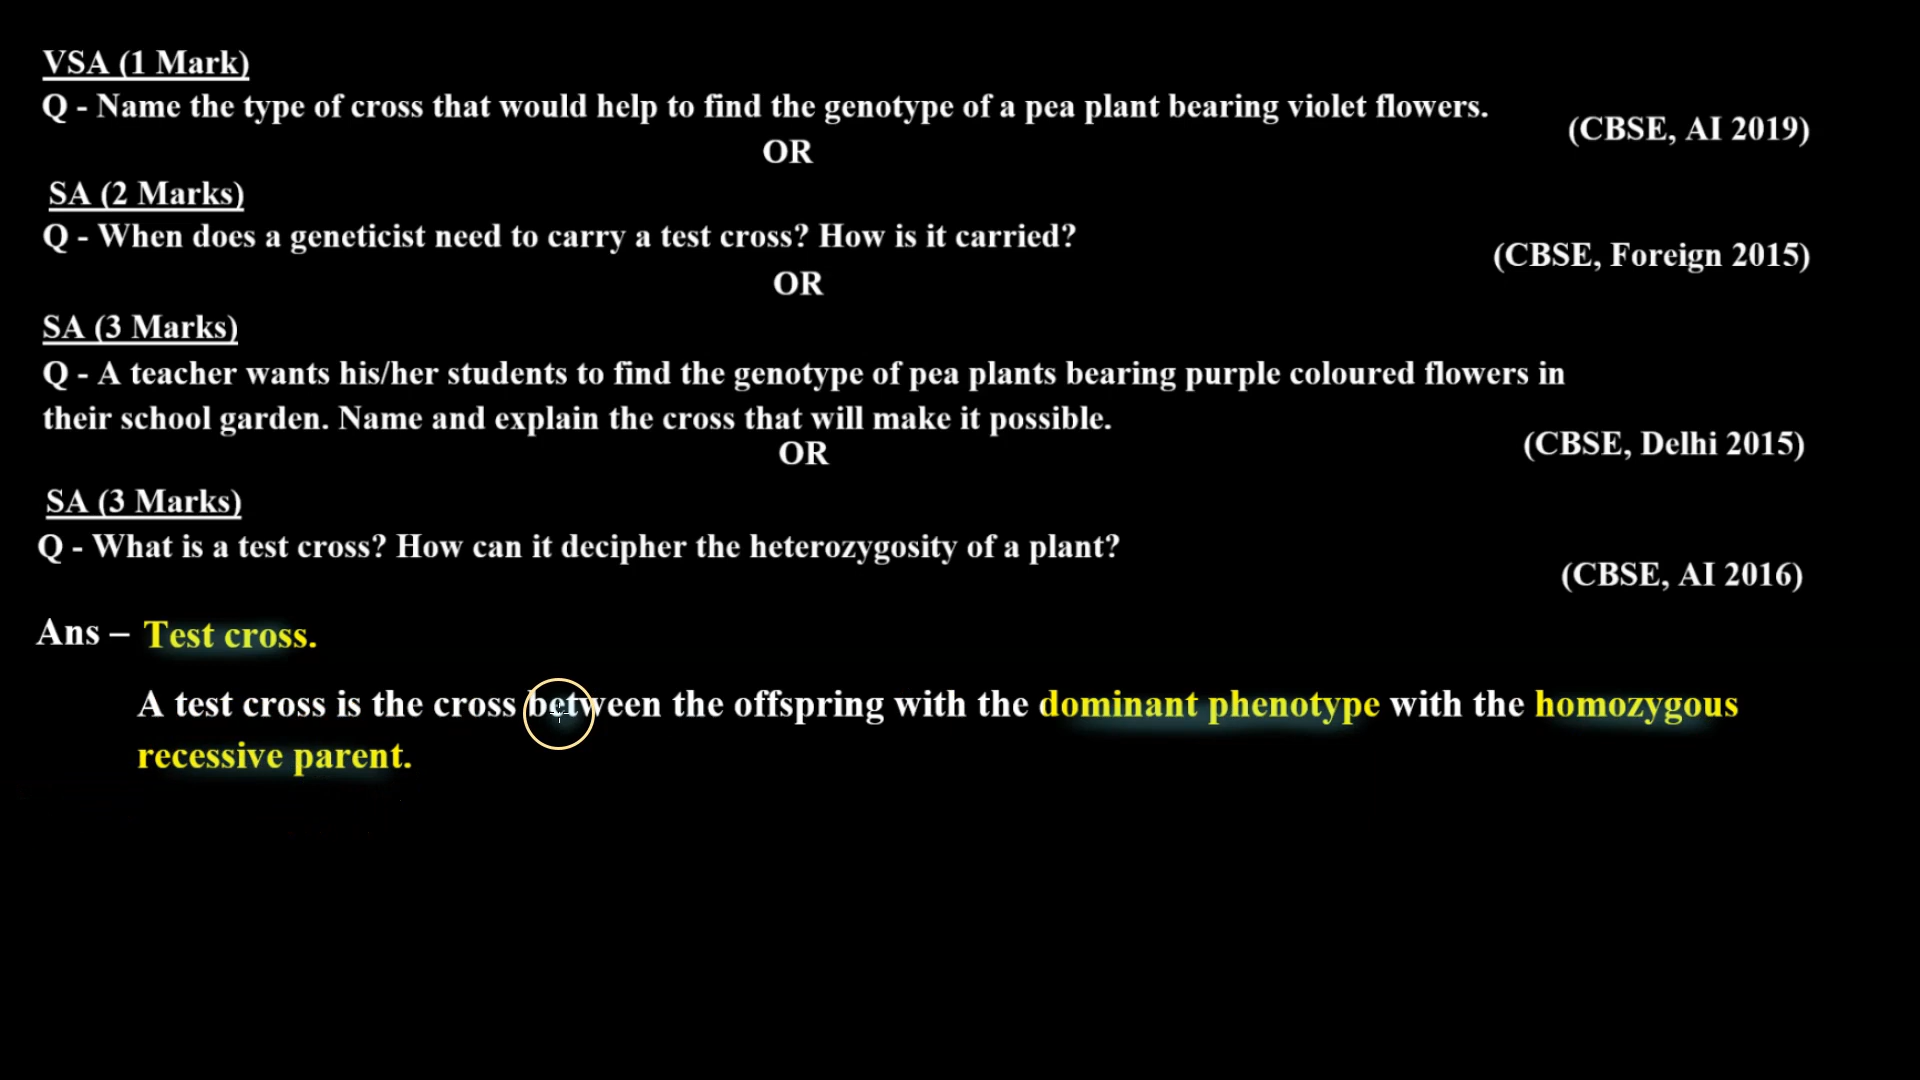 VSA (1 Mark)
Q - Name the type of cross that would help to find the genotype of a pea plant bearing violet flowers.
(CBSE, AI 2019)
OR
SA (2 Marks)
Q - When does a geneticist need to carry a test cross? How is it carried?
(CBSE, Foreign 2015)
OR
SA (3 Marks)
Q - A teacher wants his/her students to find the genotype of pea plants bearing purple coloured flowers in
their school garden. Name and explain the cross that will make it possible.
(CBSE, Delhi 2015)
OR
SA (3 Marks)
Q - What is a test cross? How can it decipher the heterozygosity of a plant?
(CBSE, AI 2016)
Ans – Test cross.
A test cross is the cross between the offspring with the dominant phenotype with the homozygous
recessive parent.